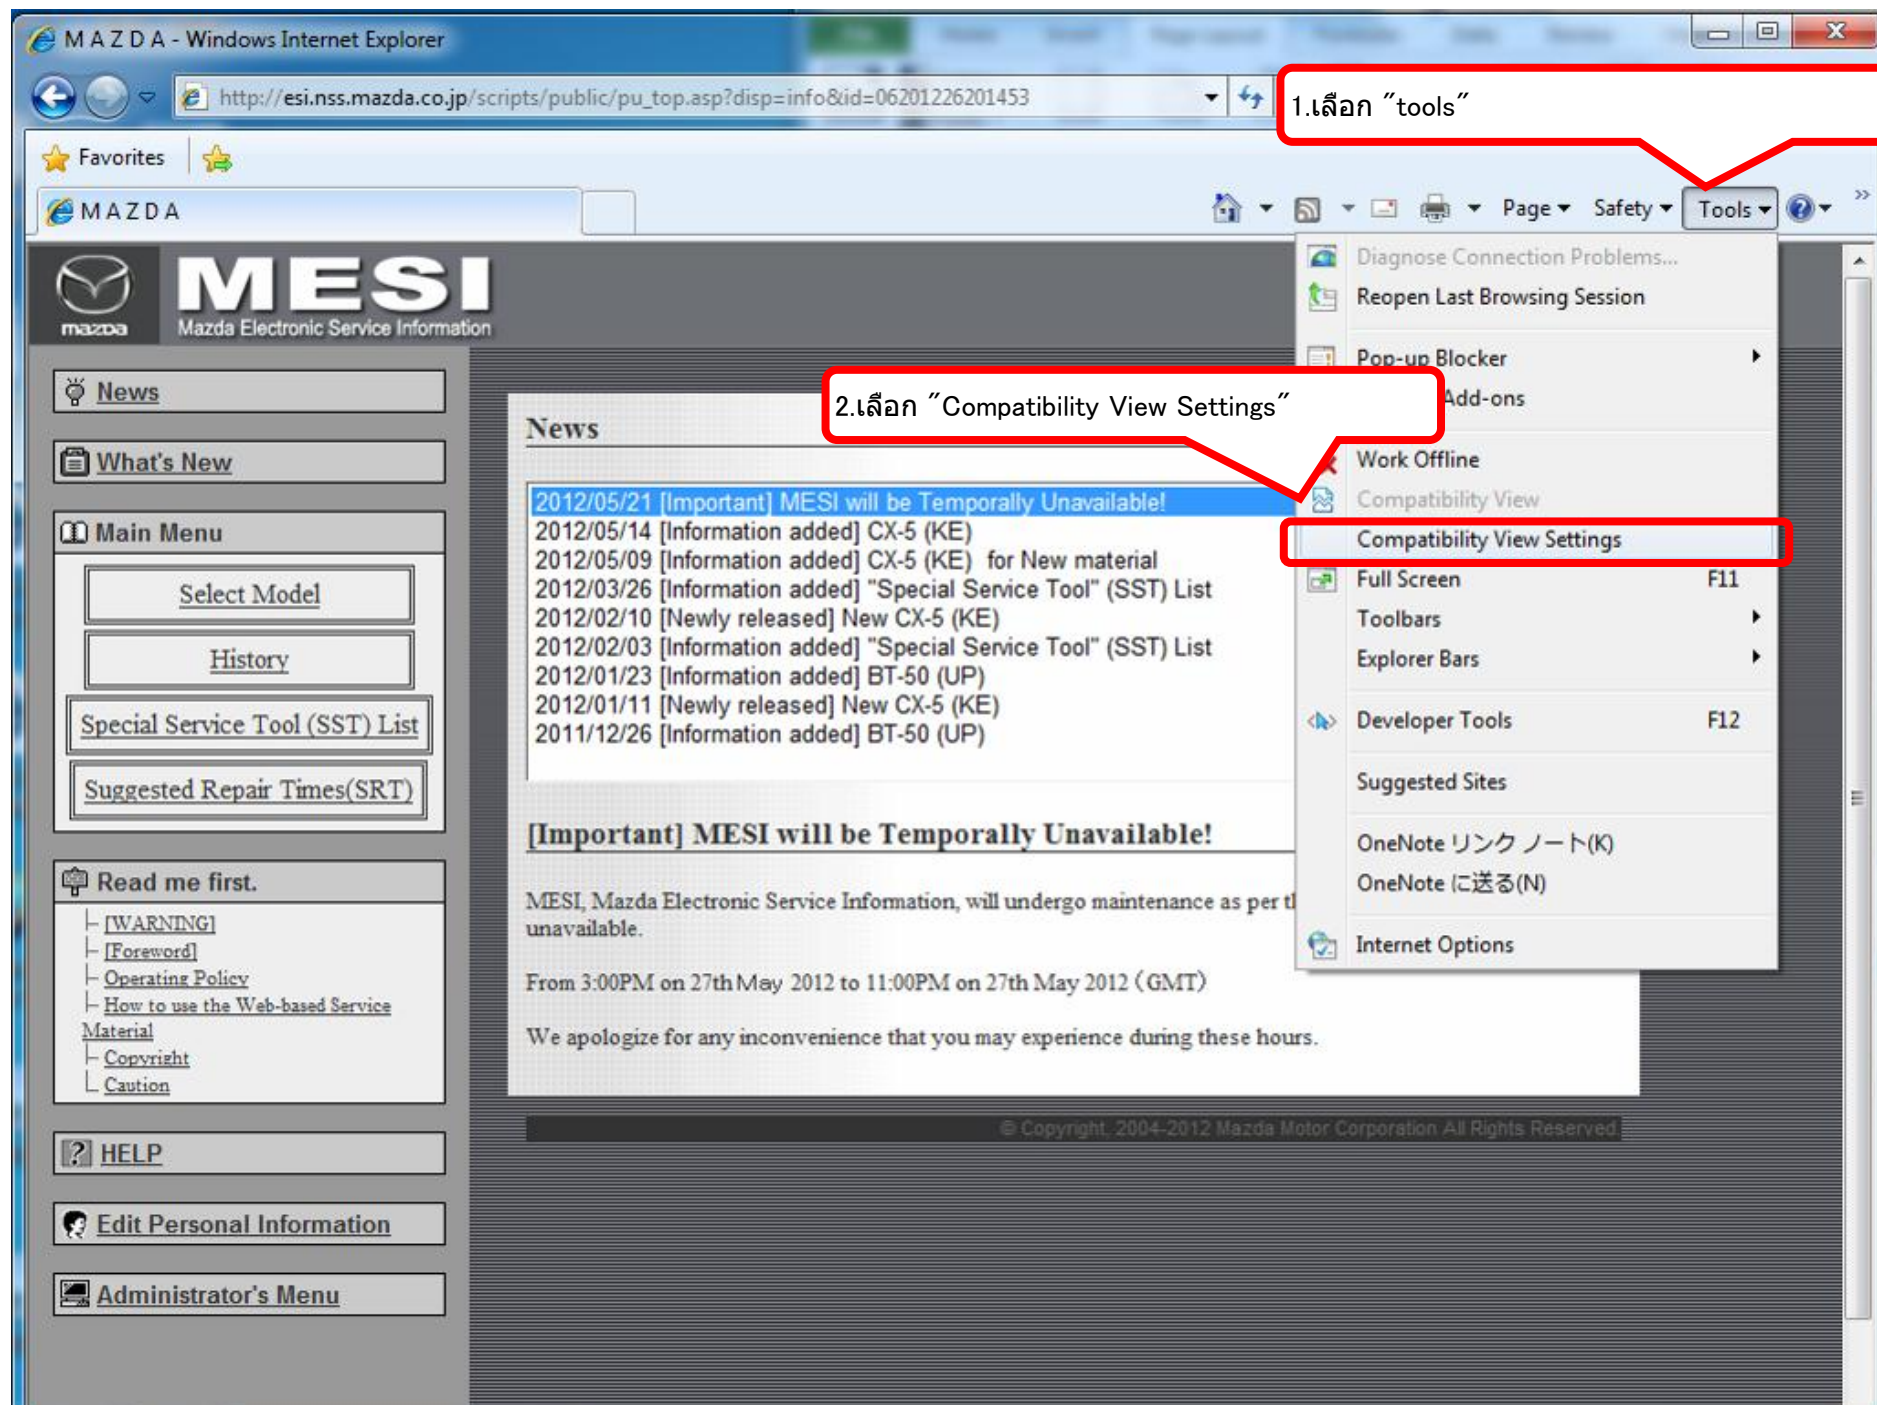 M A Z D A - Windows Internet Explorer
http://esi.nss.mazda.co.jp/scripts/public/pu_top.asp?disp=info&id=06201226201453
1.เลือก "tools"
Favorites
M A Z D A
Page
Safety
Tools
mazda
MESI
Mazda Electronic Service Information
Diagnose Connection Problems...
Reopen Last Browsing Session
Pop-up Blocker
Add-ons
2.เลือก "Compatibility View Settings"
Work Offline
Compatibility View
Compatibility View Settings
Full Screen F11
Toolbars
Explorer Bars
Developer Tools F12
Suggested Sites
OneNote リンク ノート(K)
OneNote に送る(N)
Internet Options
News
What's New
Main Menu
Select Model
History
Special Service Tool (SST) List
Suggested Repair Times(SRT)
Read me first.
[WARNING]
[Foreword]
Operating Policy
How to use the Web-based Service
Material
Copyright
Caution
HELP
Edit Personal Information
Administrator's Menu
News
2012/05/21 [Important] MESI will be Temporally Unavailable!
2012/05/14 [Information added] CX-5 (KE)
2012/05/09 [Information added] CX-5 (KE) for New material
2012/03/26 [Information added] "Special Service Tool" (SST) List
2012/02/10 [Newly released] New CX-5 (KE)
2012/02/03 [Information added] "Special Service Tool" (SST) List
2012/01/23 [Information added] BT-50 (UP)
2012/01/11 [Newly released] New CX-5 (KE)
2011/12/26 [Information added] BT-50 (UP)
[Important] MESI will be Temporally Unavailable!
MESI, Mazda Electronic Service Information, will undergo maintenance as per
unavailable.
From 3:00PM on 27th May 2012 to 11:00PM on 27th May 2012 (GMT)
We apologize for any inconvenience that you may experience during these hours.
© Copyright, 2004-2012 Mazda Motor Corporation All Rights Reserved.